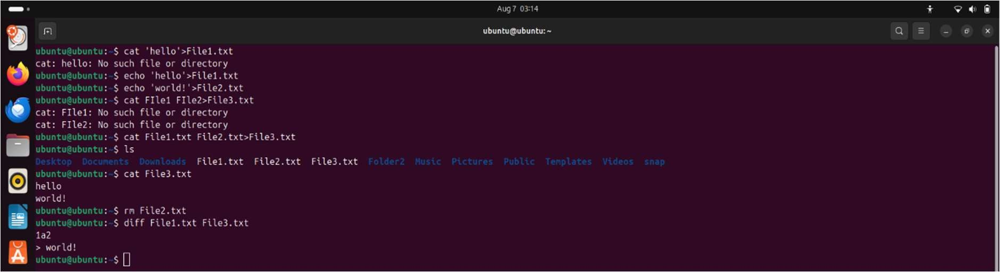 Aug 7 03:14
ubuntu@ubuntu: ~
ubuntu@ubuntu:~$ cat 'hello'>File1.txt
cat: hello: No such file or directory
ubuntu@ubuntu:~$ echo 'hello'>File1.txt
ubuntu@ubuntu:~$ echo 'world!'>File2.txt
ubuntu@ubuntu:~$ cat FIle1 FIle2>File3.txt
cat: FIle1: No such file or directory
cat: FIle2: No such file or directory
ubuntu@ubuntu:~$ cat File1.txt File2.txt>File3.txt
ubuntu@ubuntu:~$ ls
Desktop Documents Downloads File1.txt File2.txt File3.txt Folder2 Music Pictures Public Templates Videos snap
ubuntu@ubuntu:~$ cat File3.txt
hello
world!
ubuntu@ubuntu:~$ rm File2.txt
ubuntu@ubuntu:~$ diff File1.txt File3.txt
1a2
> world!
ubuntu@ubuntu:~$